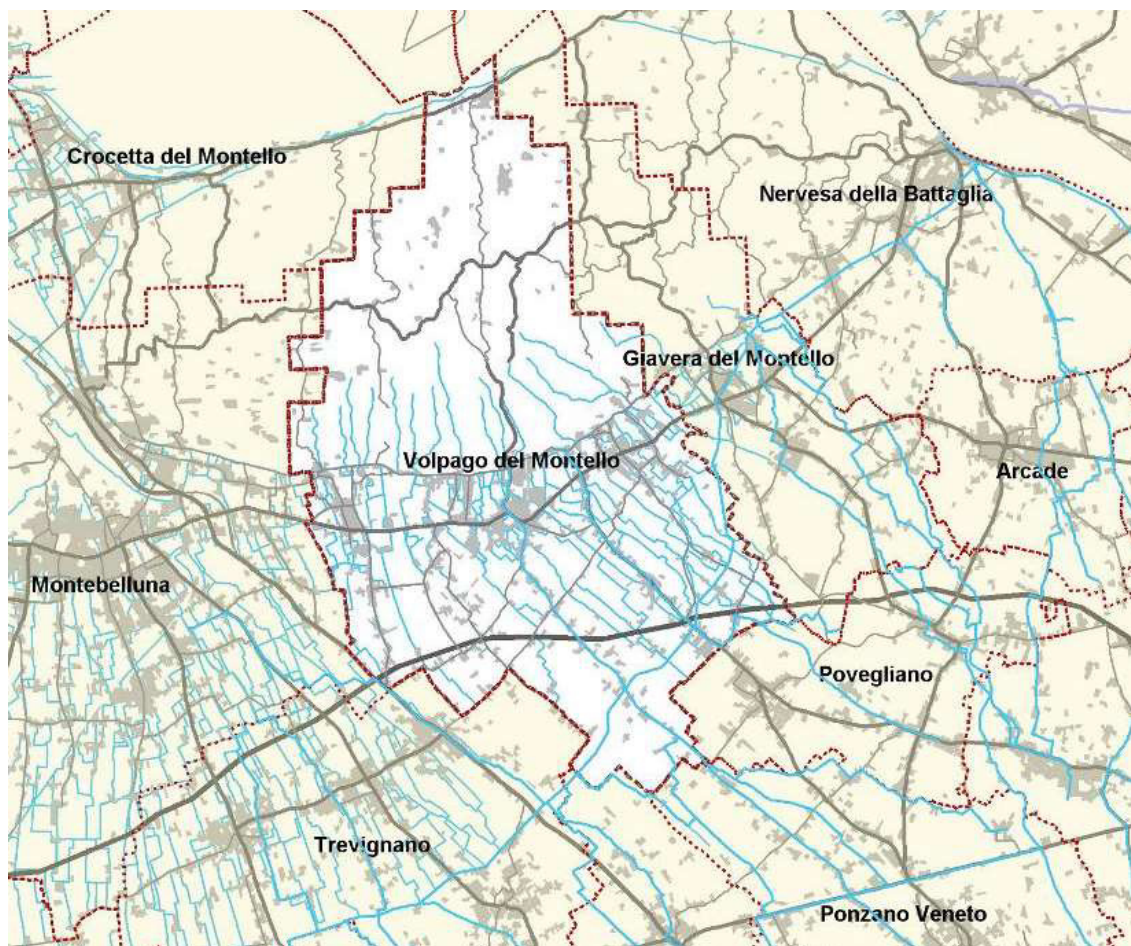 Crocetta del Montello
Nervesa della Battaglia
Giavera del Montello
Volpago del Montello
Arcade
Montebelluna
Povegliano
Trevignano
Ponzano Veneto